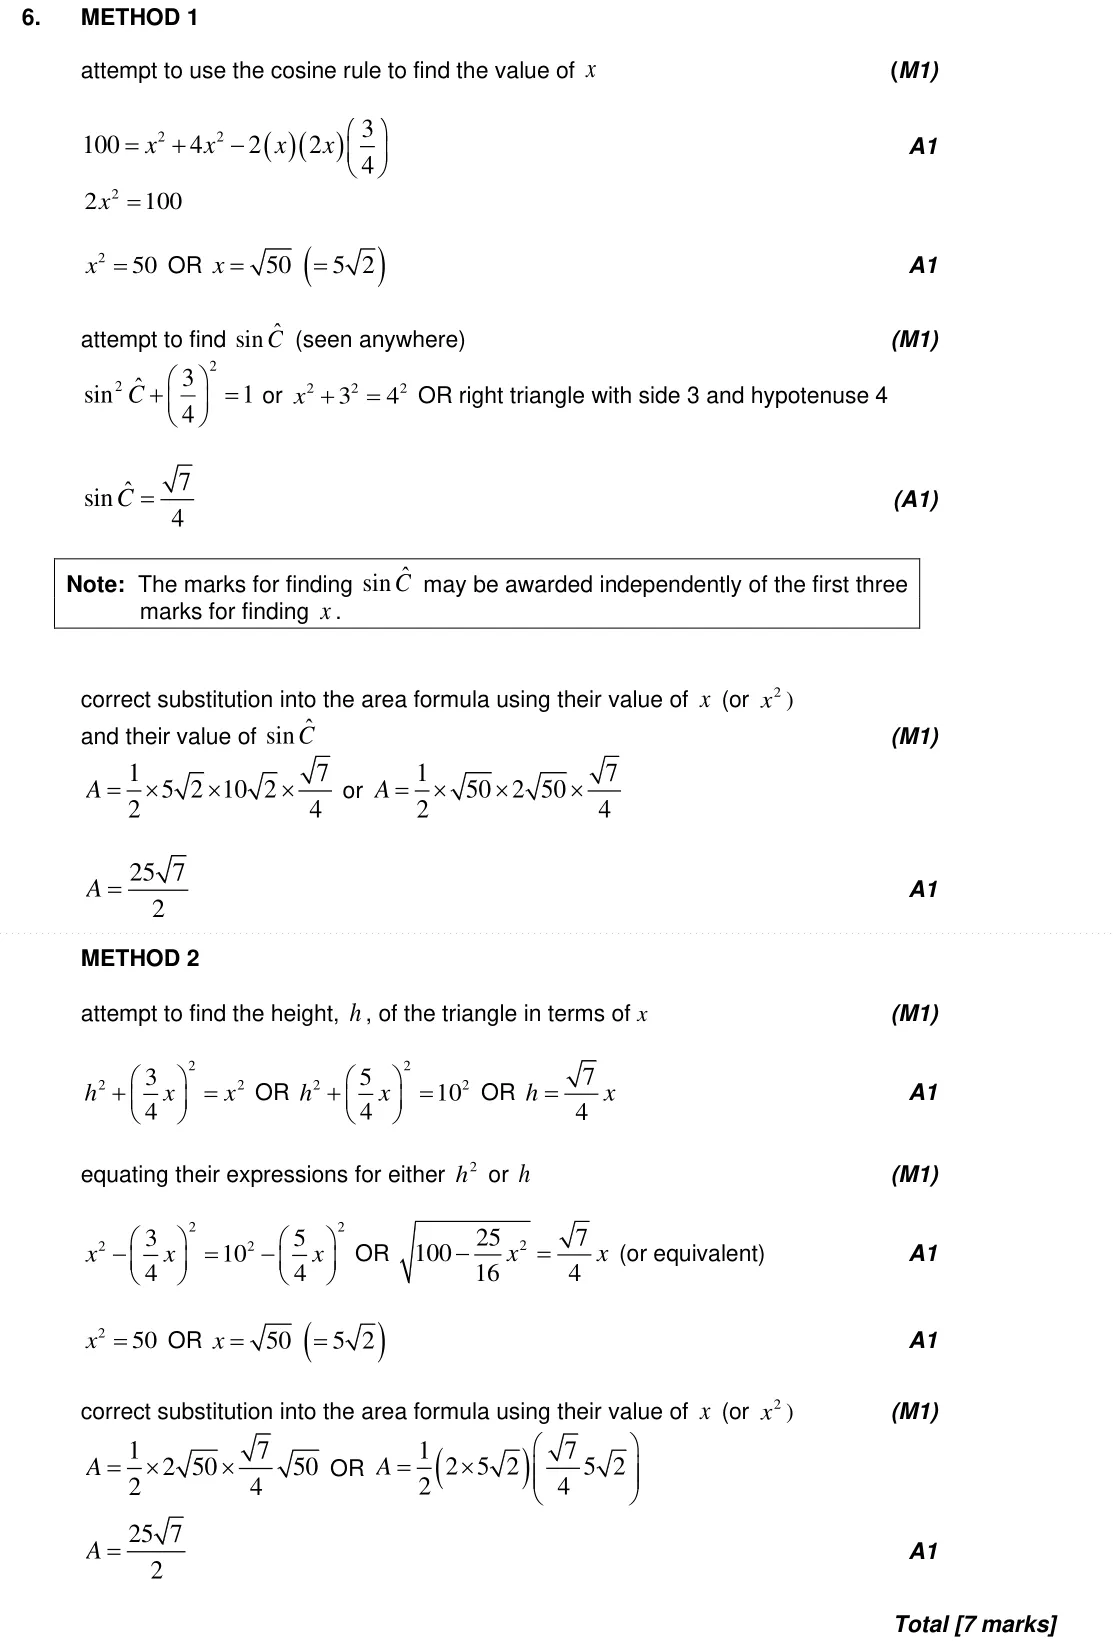 6. METHOD 1
attempt to use the cosine rule to find the value of x (M1)
100 = x² + 4x² − 2(x)(2x)(3/4) A1
2x² = 100
x² = 50 OR x = √50 (= 5√2) A1
attempt to find sin Ĉ (seen anywhere) (M1)
sin² Ĉ + (3/4)² = 1 or x² + 3² = 4² OR right triangle with side 3 and hypotenuse 4
sin Ĉ = √7/4 (A1)
Note: The marks for finding sin Ĉ may be awarded independently of the first three
marks for finding x.
correct substitution into the area formula using their value of x (or x²)
and their value of sin Ĉ (M1)
A = 1/2 × 5√2 × 10√2 × √7/4 or A = 1/2 × √50 × 2√50 × √7/4
A = 25√7/2 A1
METHOD 2
attempt to find the height, h, of the triangle in terms of x (M1)
h² + (3/4 x)² = x² OR h² + (5/4 x)² = 10² OR h = √7/4 x A1
equating their expressions for either h² or h (M1)
x² − (3/4 x)² = 10² − (5/4 x)² OR √(100 − 25/16 x²) = √7/4 x (or equivalent) A1
x² = 50 OR x = √50 (= 5√2) A1
correct substitution into the area formula using their value of x (or x²) (M1)
A = 1/2 × 2√50 × √7/4 √50 OR A = 1/2 (2 × 5√2)(√7/4 5√2)
A = 25√7/2 A1
Total [7 marks]